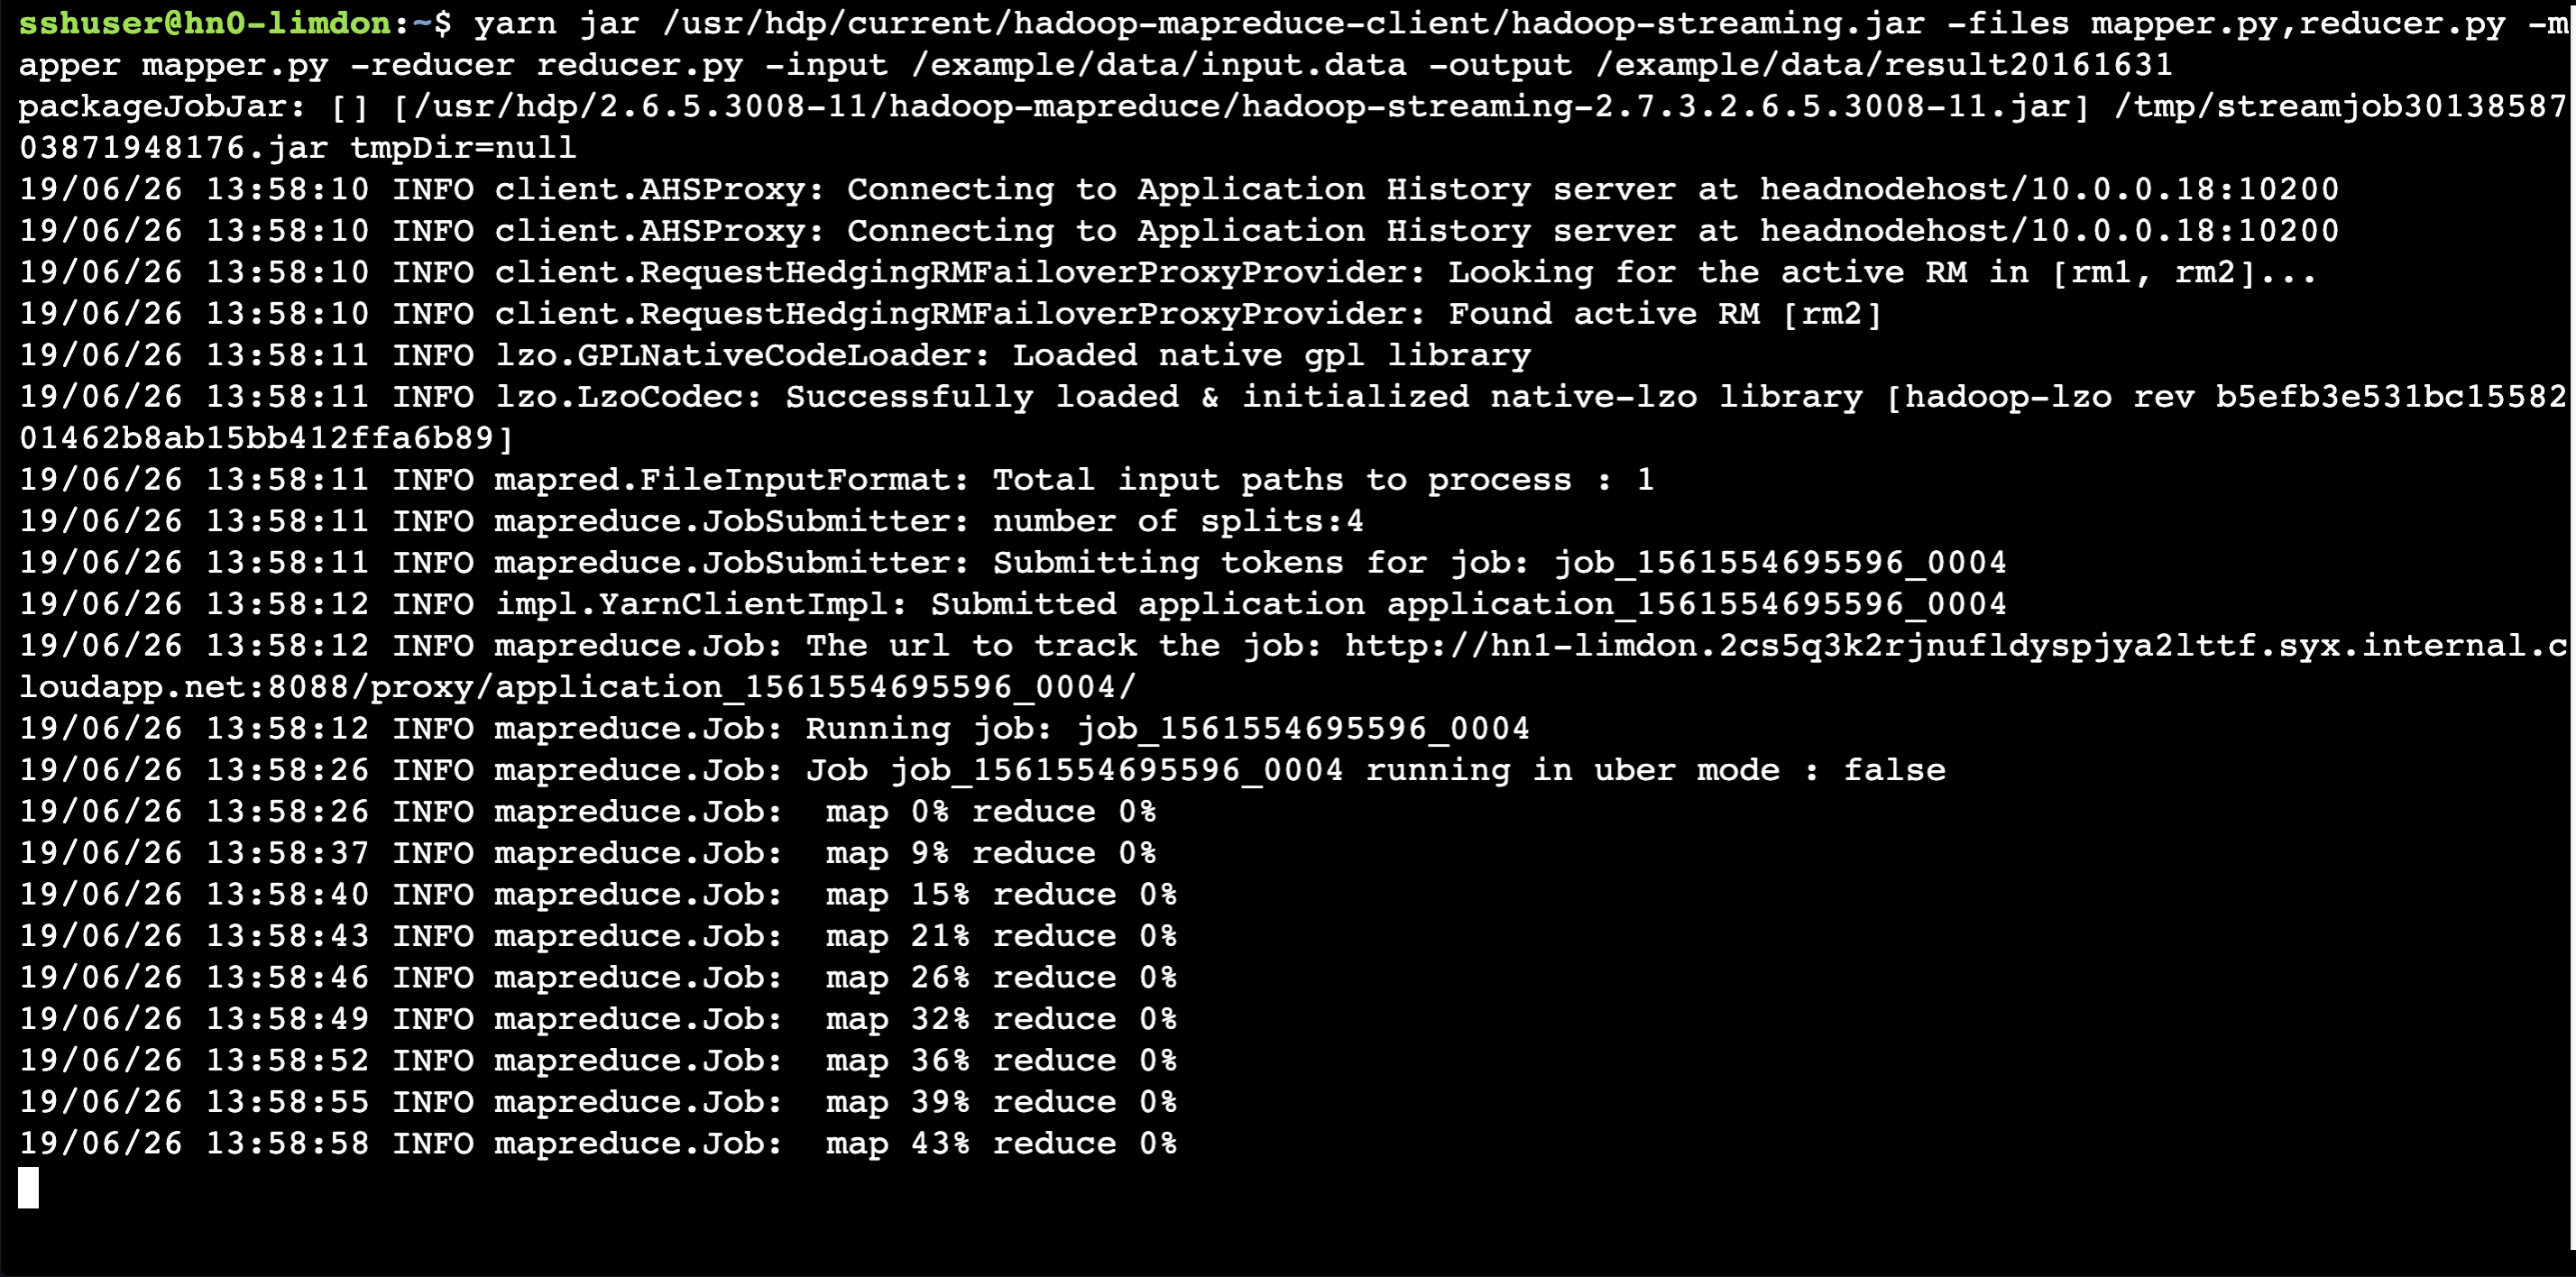 sshuser@hn0-limdon:~$ yarn jar /usr/hdp/current/hadoop-mapreduce-client/hadoop-streaming.jar -files mapper.py,reducer.py -m
apper mapper.py -reducer reducer.py -input /example/data/input.data -output /example/data/result20161631
packageJobJar: [] [/usr/hdp/2.6.5.3008-11/hadoop-mapreduce/hadoop-streaming-2.7.3.2.6.5.3008-11.jar] /tmp/streamjob30138587
03871948176.jar tmpDir=null
19/06/26 13:58:10 INFO client.AHSProxy: Connecting to Application History server at headnodehost/10.0.0.18:10200
19/06/26 13:58:10 INFO client.AHSProxy: Connecting to Application History server at headnodehost/10.0.0.18:10200
19/06/26 13:58:10 INFO client.RequestHedgingRMFailoverProxyProvider: Looking for the active RM in [rm1, rm2]...
19/06/26 13:58:10 INFO client.RequestHedgingRMFailoverProxyProvider: Found active RM [rm2]
19/06/26 13:58:11 INFO lzo.GPLNativeCodeLoader: Loaded native gpl library
19/06/26 13:58:11 INFO lzo.LzoCodec: Successfully loaded & initialized native-lzo library [hadoop-lzo rev b5efb3e531bc15582
01462b8ab15bb412ffa6b89]
19/06/26 13:58:11 INFO mapred.FileInputFormat: Total input paths to process : 1
19/06/26 13:58:11 INFO mapreduce.JobSubmitter: number of splits:4
19/06/26 13:58:11 INFO mapreduce.JobSubmitter: Submitting tokens for job: job_1561554695596_0004
19/06/26 13:58:12 INFO impl.YarnClientImpl: Submitted application application_1561554695596_0004
19/06/26 13:58:12 INFO mapreduce.Job: The url to track the job: http://hn1-limdon.2cs5q3k2rjnufldyspjya2lttf.syx.internal.c
loudapp.net:8088/proxy/application_1561554695596_0004/
19/06/26 13:58:12 INFO mapreduce.Job: Running job: job_1561554695596_0004
19/06/26 13:58:26 INFO mapreduce.Job: Job job_1561554695596_0004 running in uber mode : false
19/06/26 13:58:26 INFO mapreduce.Job:  map 0% reduce 0%
19/06/26 13:58:37 INFO mapreduce.Job:  map 9% reduce 0%
19/06/26 13:58:40 INFO mapreduce.Job:  map 15% reduce 0%
19/06/26 13:58:43 INFO mapreduce.Job:  map 21% reduce 0%
19/06/26 13:58:46 INFO mapreduce.Job:  map 26% reduce 0%
19/06/26 13:58:49 INFO mapreduce.Job:  map 32% reduce 0%
19/06/26 13:58:52 INFO mapreduce.Job:  map 36% reduce 0%
19/06/26 13:58:55 INFO mapreduce.Job:  map 39% reduce 0%
19/06/26 13:58:58 INFO mapreduce.Job:  map 43% reduce 0%